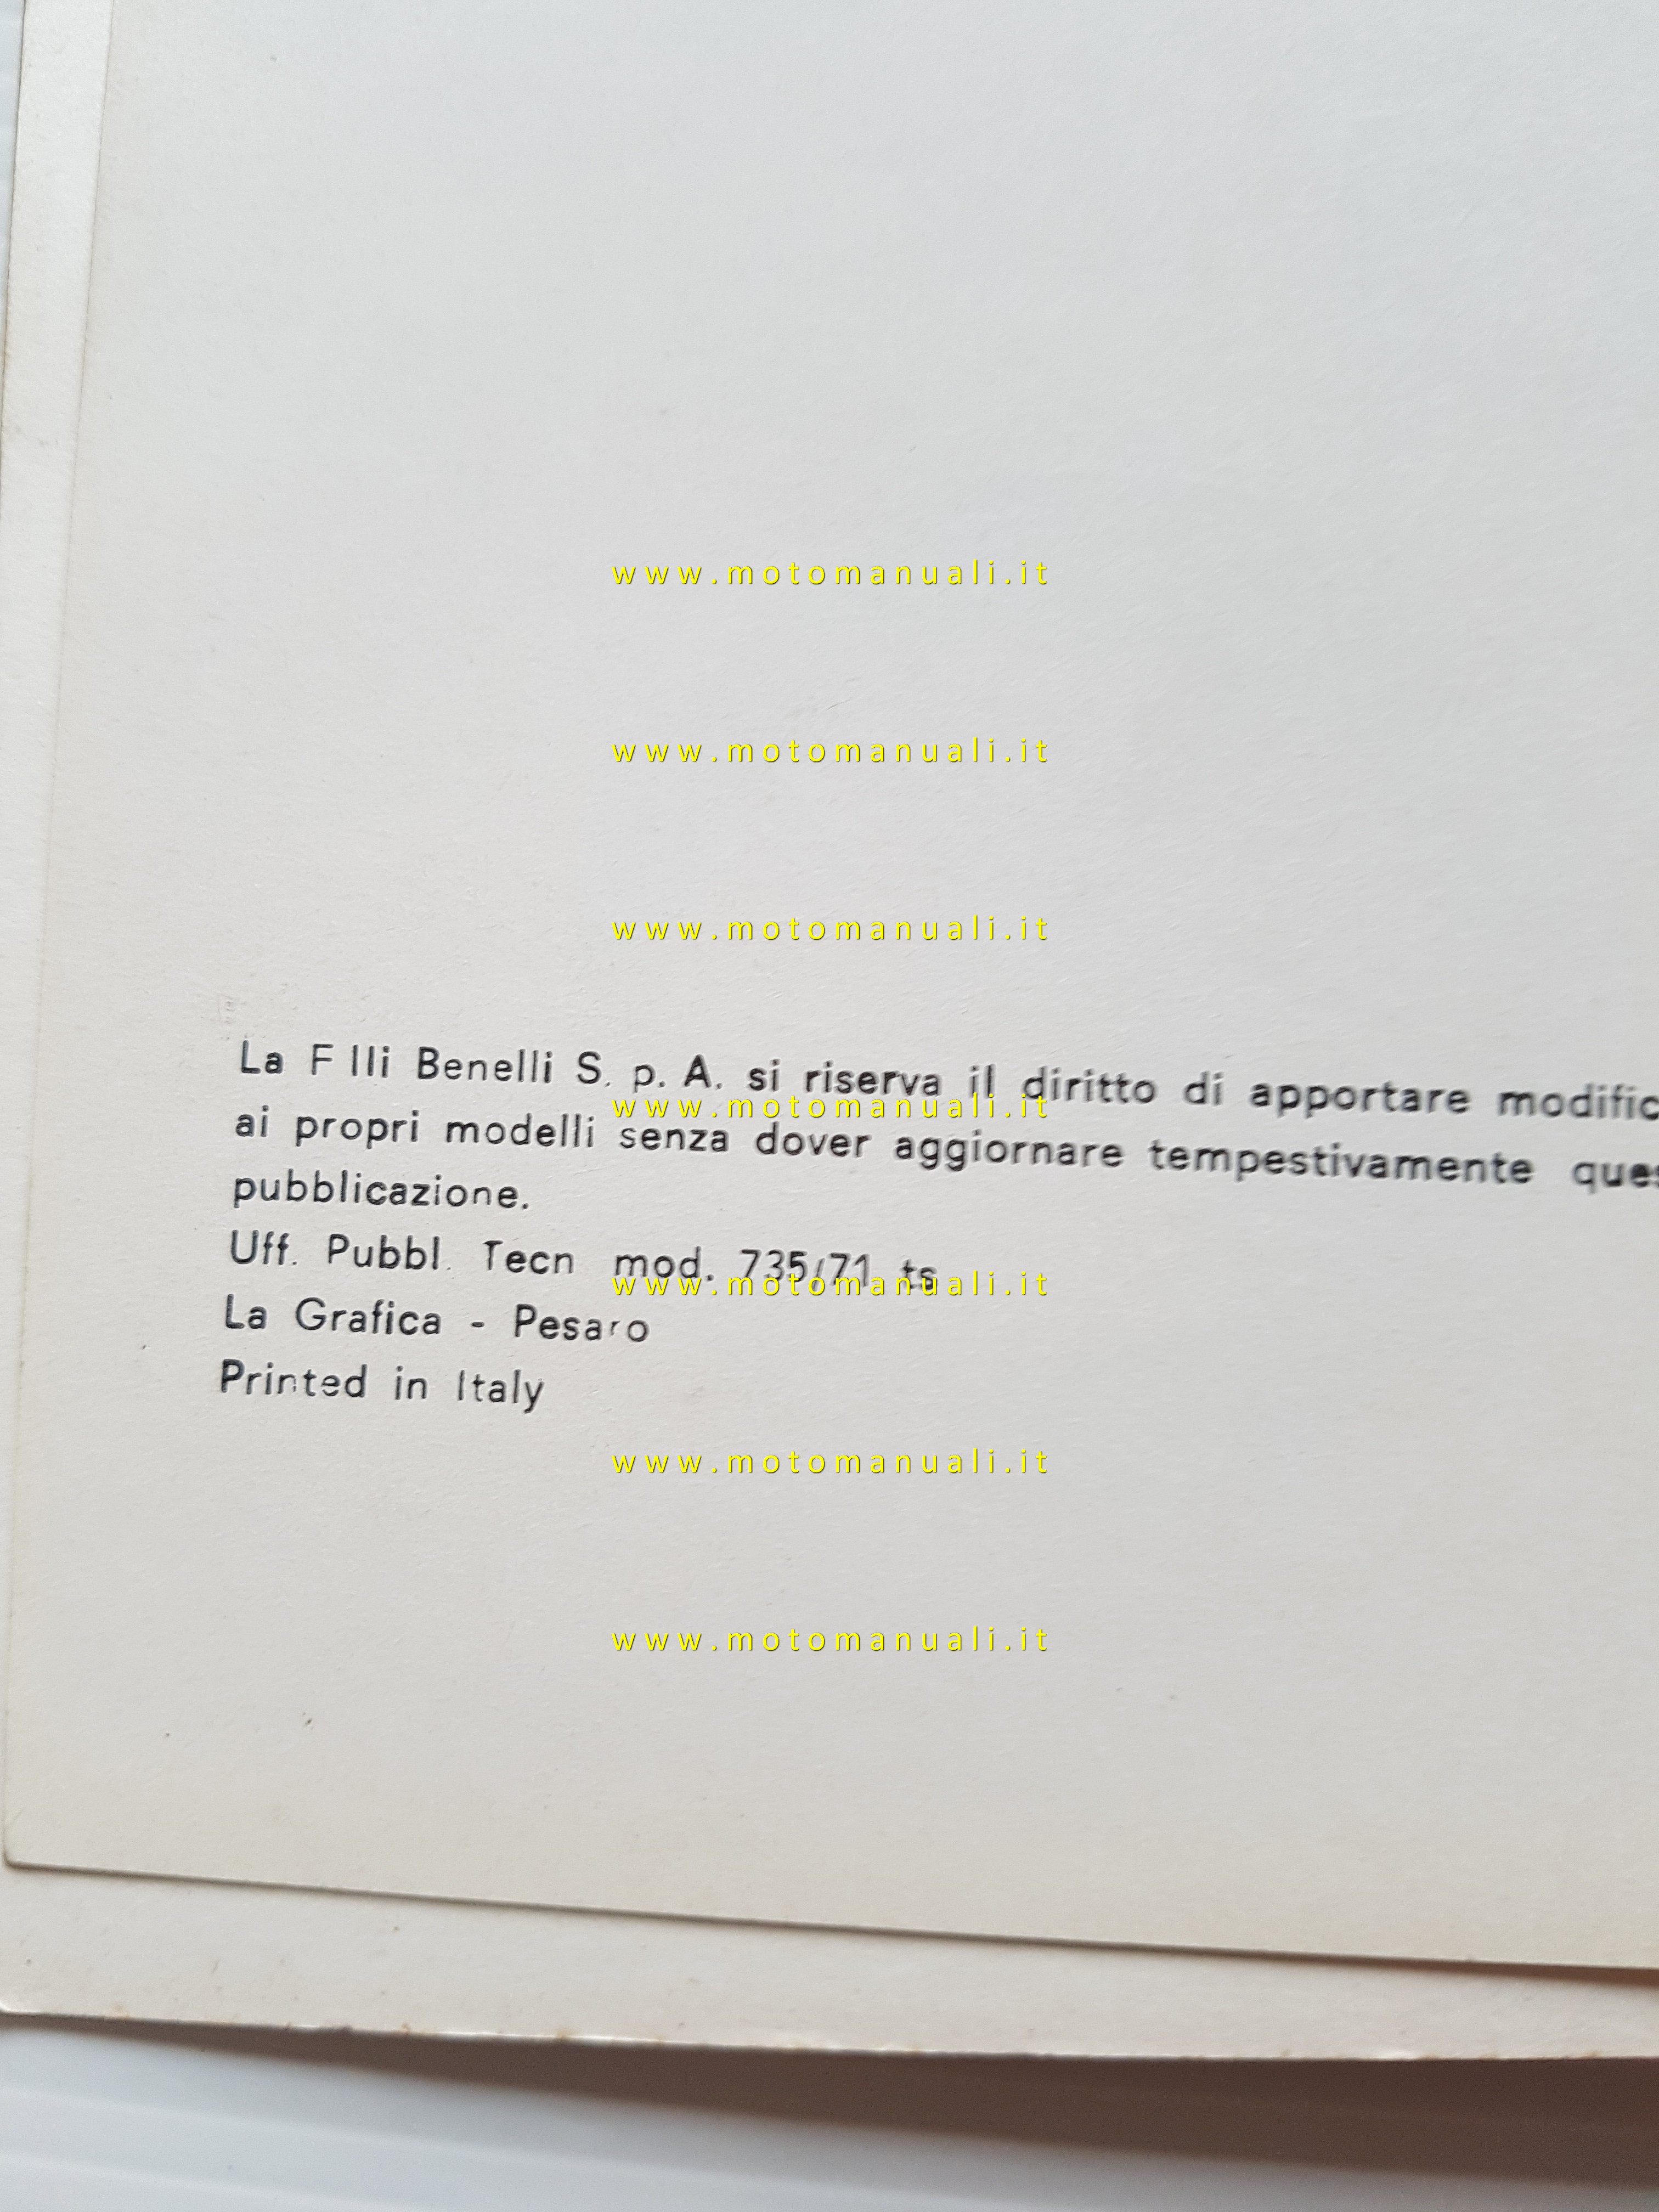 www.motomanuali.it
www.motomanuali.it
www.motomanuali.it
La F lli Benelli S. p. A. si riserva il diritto di apportare
www.motomanuali.it
ai propri modelli senza dover aggiornare tempestivamente
pubblicazione.
Uff. Pubbl. Tecn mod. 735/71 ts
www.motomanuali.it
La Grafica - Pesaro
Printed in Italy
www.motomanuali.it
www.motomanuali.it